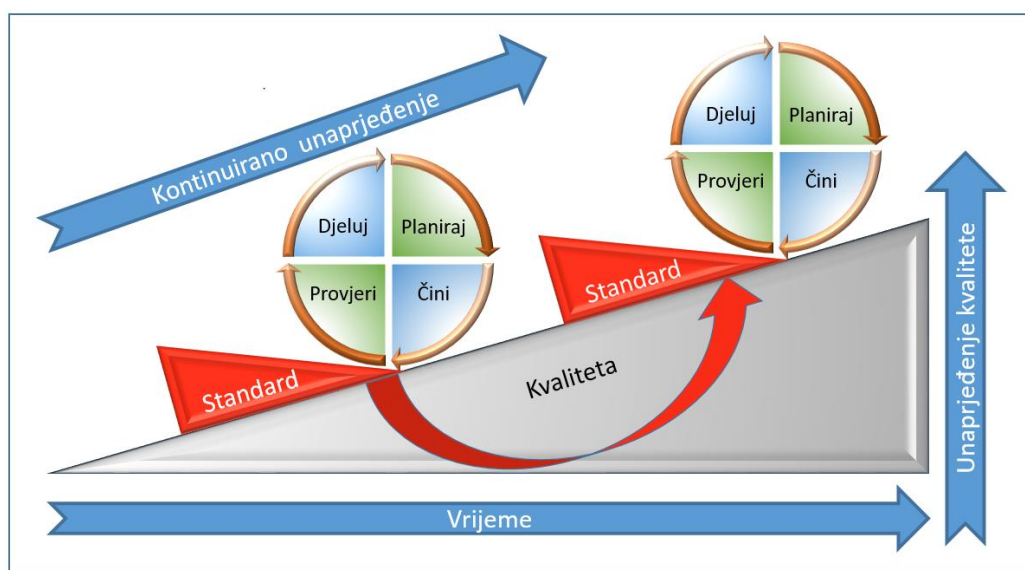 Kontinuirano unaprjeđenje
Djeluj
Planiraj
Provjeri
Čini
Djeluj
Planiraj
Provjeri
Čini
Standard
Standard
Kvaliteta
Unaprjeđenje kvalitete
Vrijeme